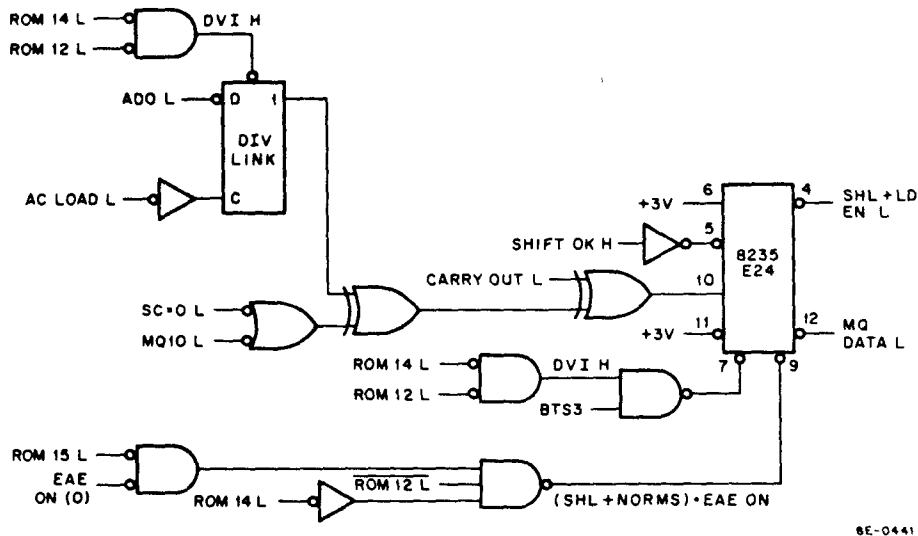 ROM 14 L
DVI H
ROM 12 L
ADO L
D 1
DIV
LINK
AC LOAD L
C
6 4
+3V
SHL + LD
EN L
5
SHIFT OK H
8235
E24
CARRY OUT L
10
SC=0 L
MQ10 L
+3V
11 12
MQ
DATA L
7 9
ROM 14 L
DVI H
ROM 12 L
BTS3
ROM 15 L
EAE
ON (0)
ROM 12 L
ROM 14 L
(SHL + NORMS) • EAE ON
8E-0441